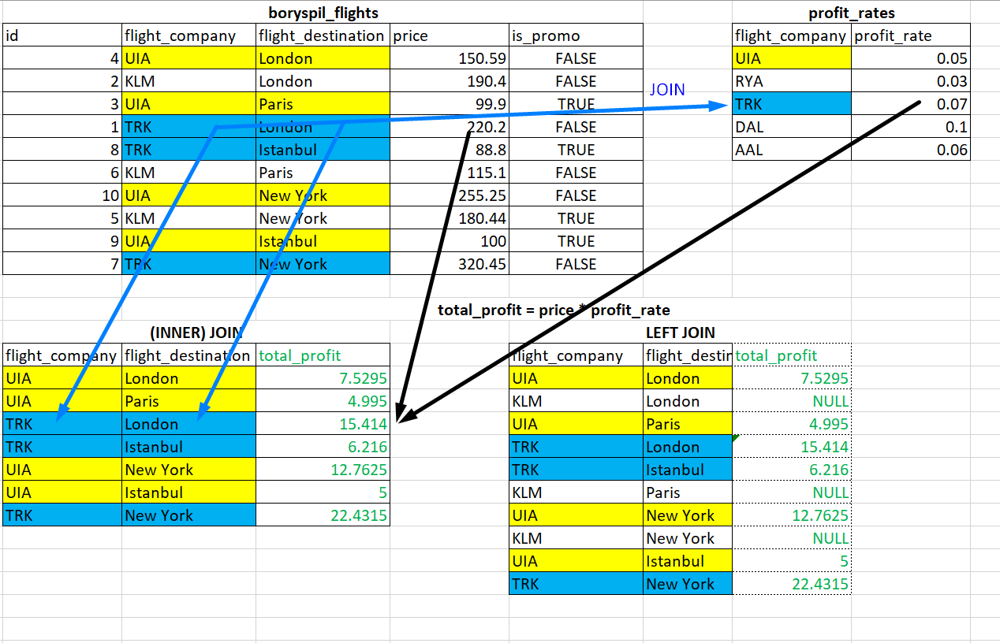 boryspil_flights profit_rates
id flight_company flight_destination price is_promo flight_company profit_rate
4 UIA London 150.59 FALSE UIA 0.05
2 KLM London 190.4 FALSE RYA 0.03
JOIN
3 UIA Paris 99.9 TRUE TRK 0.07
1 TRK London 220.2 FALSE DAL 0.1
8 TRK Istanbul 88.8 TRUE AAL 0.06
6 KLM Paris 115.1 FALSE
10 UIA New York 255.25 FALSE
5 KLM New York 180.44 TRUE
9 UIA Istanbul 100 TRUE
7 TRK New York 320.45 FALSE
total_profit = price * profit_rate
(INNER) JOIN LEFT JOIN
flight_company flight_destination total_profit flight_company flight_destin total_profit
UIA London 7.5295 UIA London 7.5295
UIA Paris 4.995 KLM London NULL
TRK London 15.414 UIA Paris 4.995
TRK Istanbul 6.216 TRK London 15.414
UIA New York 12.7625 TRK Istanbul 6.216
UIA Istanbul 5 KLM Paris NULL
TRK New York 22.4315 UIA New York 12.7625
KLM New York NULL
UIA Istanbul 5
TRK New York 22.4315